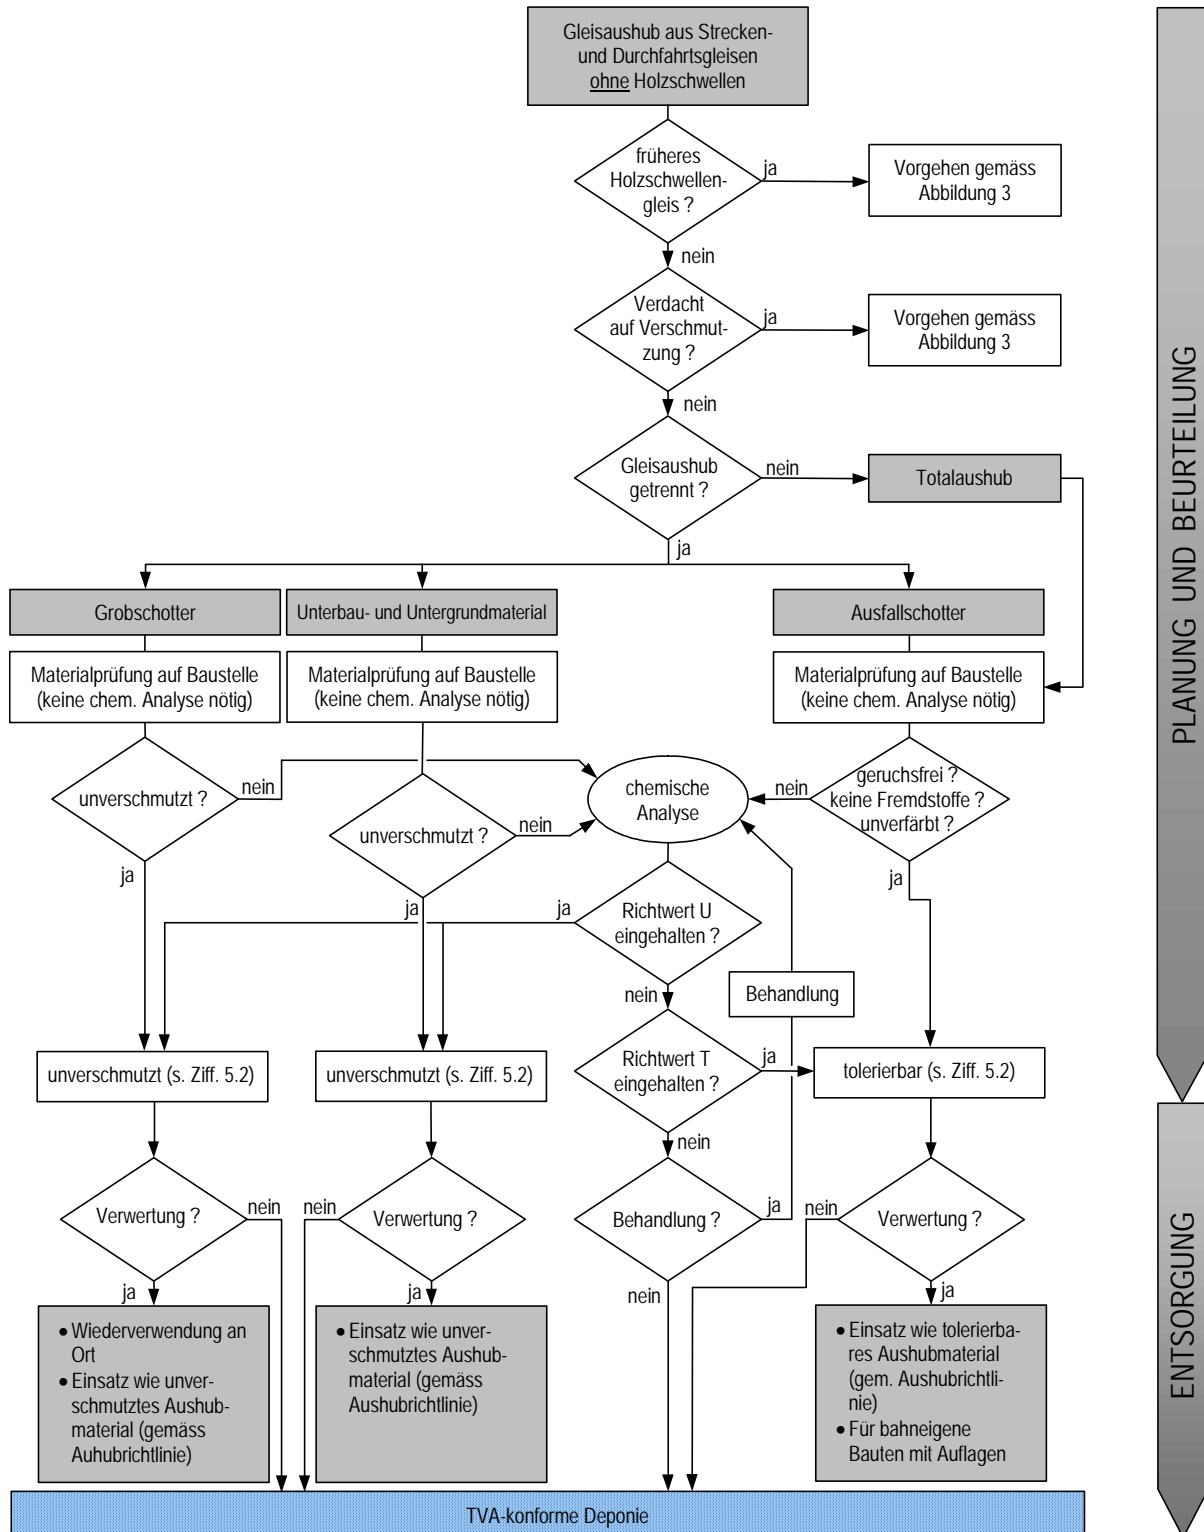 Gleisaushub aus Strecken-
und Durchfahrtsgleisen
ohne Holzschwellen
früheres
Holzschwellen-
gleis ?
ja
Vorgehen gemäss
Abbildung 3
nein
Verdacht
auf Verschmut-
zung ?
ja
Vorgehen gemäss
Abbildung 3
nein
Gleisaushub
getrennt ?
nein
Totalaushub
ja
Grobschotter
Unterbau- und Untergrundmaterial
Ausfallschotter
Materialprüfung auf Baustelle
(keine chem. Analyse nötig)
Materialprüfung auf Baustelle
(keine chem. Analyse nötig)
Materialprüfung auf Baustelle
(keine chem. Analyse nötig)
unverschmutzt ?
nein
ja
unverschmutzt ?
nein
ja
chemische
Analyse
nein
geruchsfrei ?
keine Fremdstoffe ?
unverfärbt ?
ja
ja
Richtwert U
eingehalten ?
nein
Behandlung
Richtwert T
eingehalten ?
ja
nein
unverschmutzt (s. Ziff. 5.2)
unverschmutzt (s. Ziff. 5.2)
tolerierbar (s. Ziff. 5.2)
Verwertung ?
nein
ja
nein
Verwertung ?
ja
Behandlung ?
ja
nein
nein
Verwertung ?
ja
• Wiederverwendung an
Ort
• Einsatz wie unver-
schmutztes Aushub-
material (gemäss
Auhubrichtlinie)
• Einsatz wie unver-
schmutztes Aushub-
material (gemäss
Aushubrichtlinie)
• Einsatz wie tolerierba-
res Aushubmaterial
(gem. Aushubrichtli-
nie)
• Für bahneigene
Bauten mit Auflagen
TVA-konforme Deponie
PLANUNG UND BEURTEILUNG
ENTSORGUNG